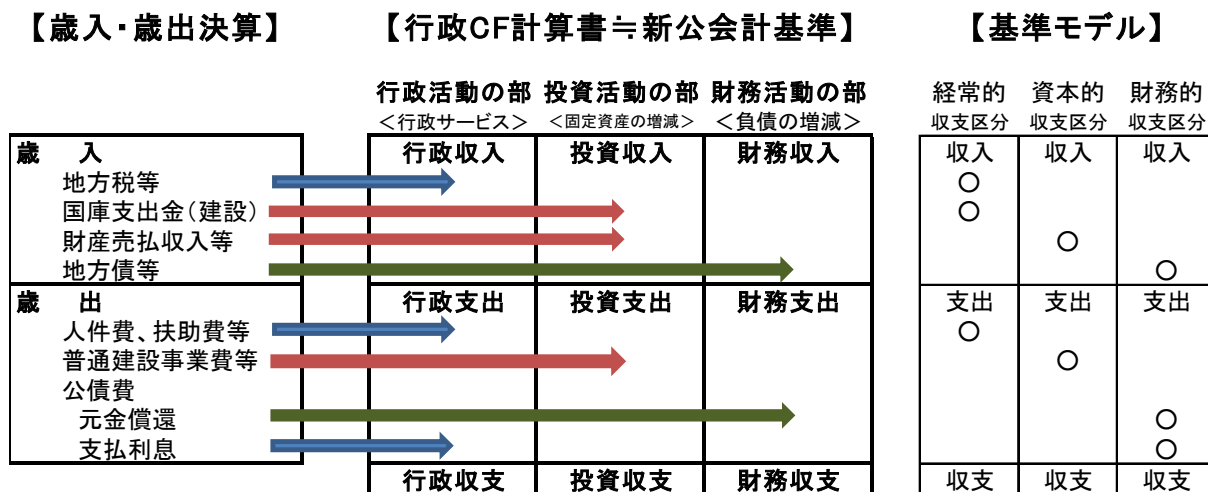 【歳入・歳出決算】 【行政CF計算書≒新公会計基準】 【基準モデル】
行政活動の部 投資活動の部 財務活動の部 経常的 資本的 財務的
＜行政サービス＞ ＜固定資産の増減＞ ＜負債の増減＞ 収支区分 収支区分 収支区分
歳 入 行政収入 投資収入 財務収入 収入 収入 収入
地方税等 ○
国庫支出金（建設） ○
財産売払収入等 ○
地方債等 ○
歳 出 行政支出 投資支出 財務支出 支出 支出 支出
人件費、扶助費等 ○
普通建設事業費等 ○
公債費
元金償還 ○
支払利息 ○
行政収支 投資収支 財務収支 収支 収支 収支